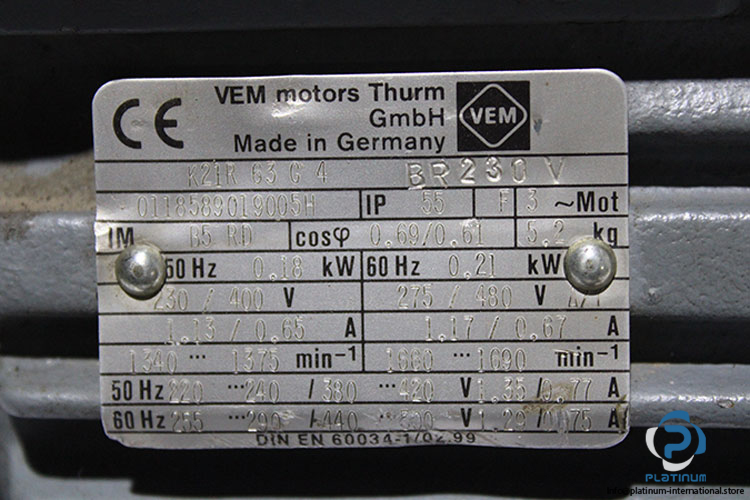 VEM motors Thurm
GmbH
VEM
CE
Made in Germany
K21R 63 G 4 BR230 V
0118589019005H IP 55 F 3 ~Mot
IM B5 RD cosφ 0.69/0.61 5.2 kg
50 Hz 0.18 kW 60 Hz 0.21 kW
230 / 400 V 275 / 480 V
1.13 / 0.65 A 1.17 / 0.67 A
1340 ··· 1375 min-1 1660 ··· 1690 min-1
50 Hz 220 ··· 240 / 380 ··· 420 V 1.35 / 0.77 A
60 Hz 255 ··· 290 / 440 ··· 500 V 1.29 / 0.75 A
DIN EN 60034-1/02.99
PLATINUM
platinum-international.store